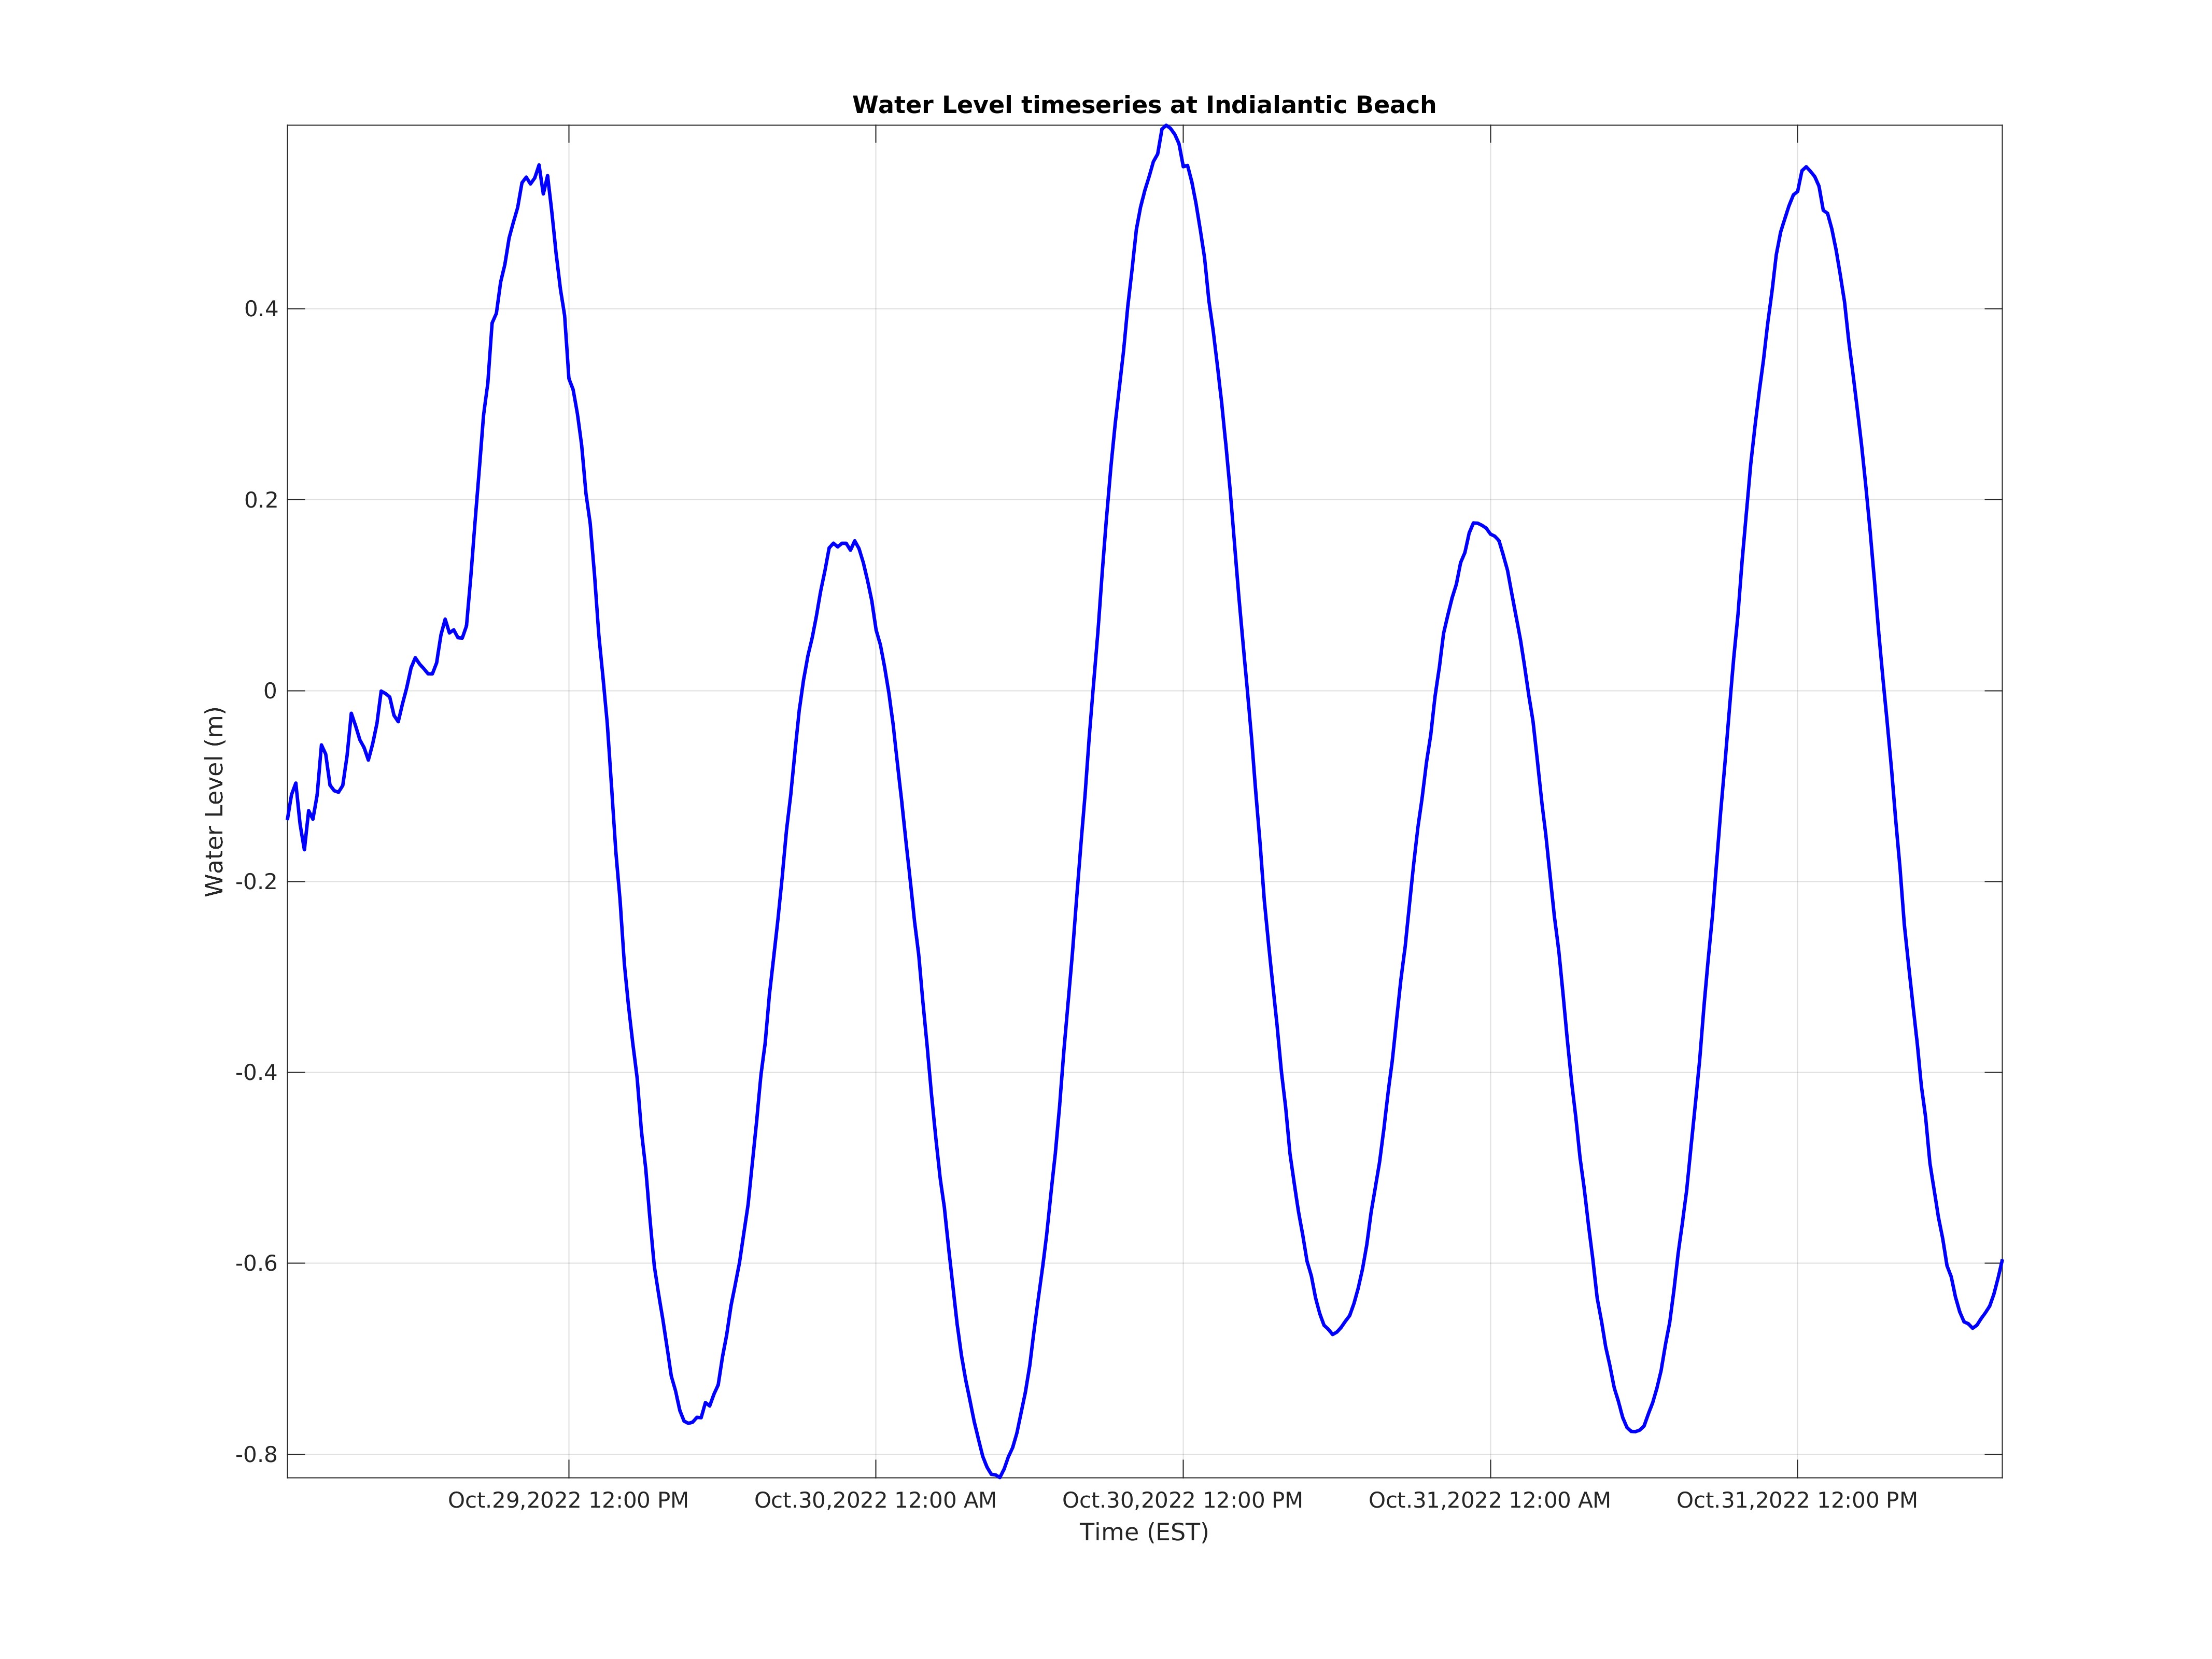 Water Level timeseries at Indialantic Beach
0.4
0.2
0
-0.2
-0.4
-0.6
-0.8
Water Level (m)
Oct.29,2022 12:00 PM Oct.30,2022 12:00 AM Oct.30,2022 12:00 PM Oct.31,2022 12:00 AM Oct.31,2022 12:00 PM
Time (EST)